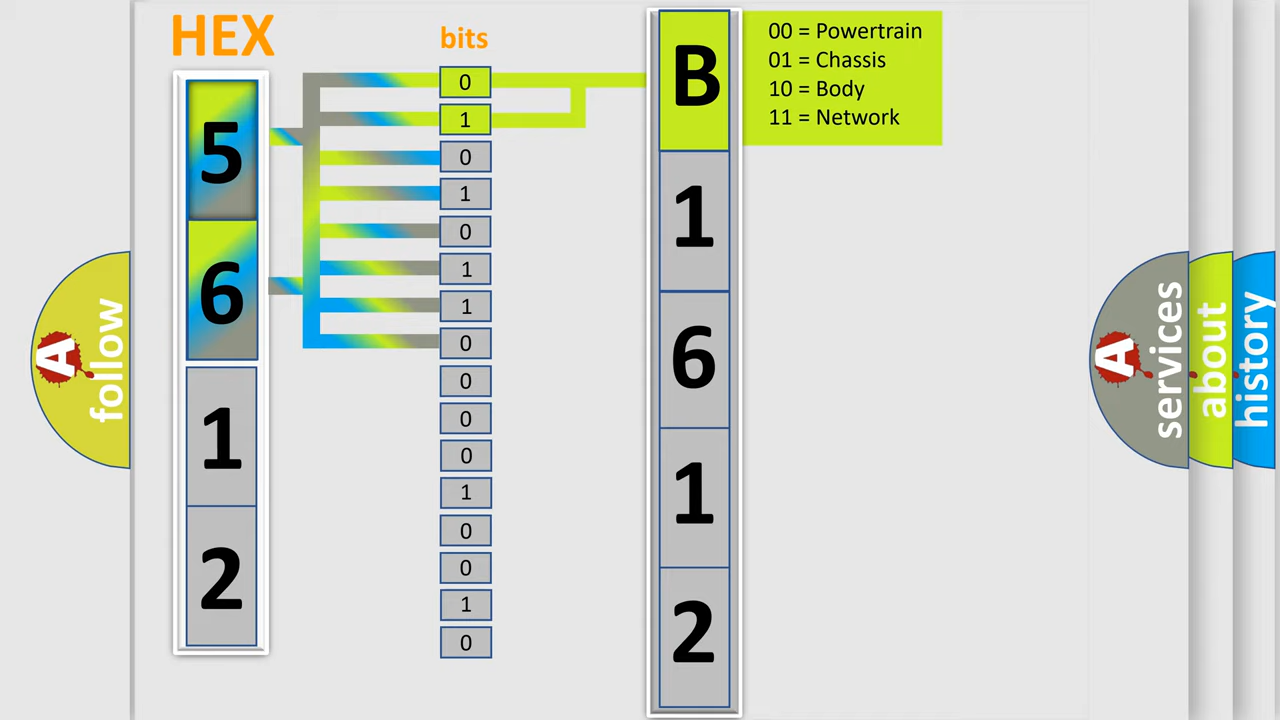 HEX
bits
5
6
1
2
0
1
0
1
0
1
1
0
0
0
0
1
0
0
1
0
B
1
6
1
2
00 = Powertrain
01 = Chassis
10 = Body
11 = Network
A
follow
A
services
about
history